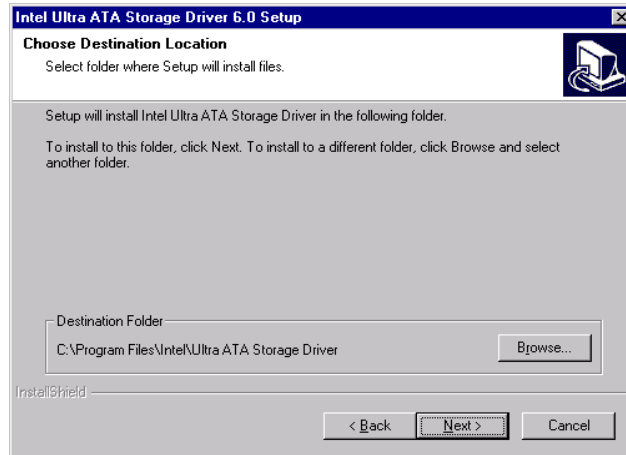 Intel Ultra ATA Storage Driver 6.0 Setup
Choose Destination Location
Select folder where Setup will install files.
Setup will install Intel Ultra ATA Storage Driver in the following folder.
To install to this folder, click Next. To install to a different folder, click Browse and select
another folder.
Destination Folder
C:\Program Files\Intel\Ultra ATA Storage Driver
Browse...
InstallShield
< Back
Next >
Cancel